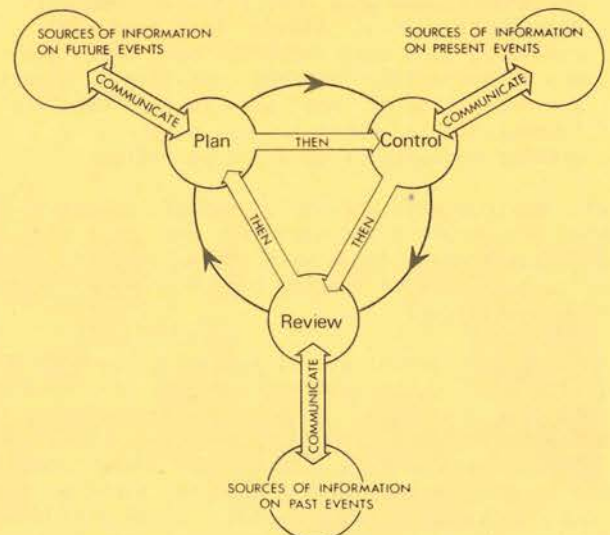 SOURCES OF INFORMATION
ON FUTURE EVENTS
SOURCES OF INFORMATION
ON PRESENT EVENTS
COMMUNICATE
COMMUNICATE
Plan
THEN
Control
THEN
THEN
Review
COMMUNICATE
SOURCES OF INFORMATION
ON PAST EVENTS